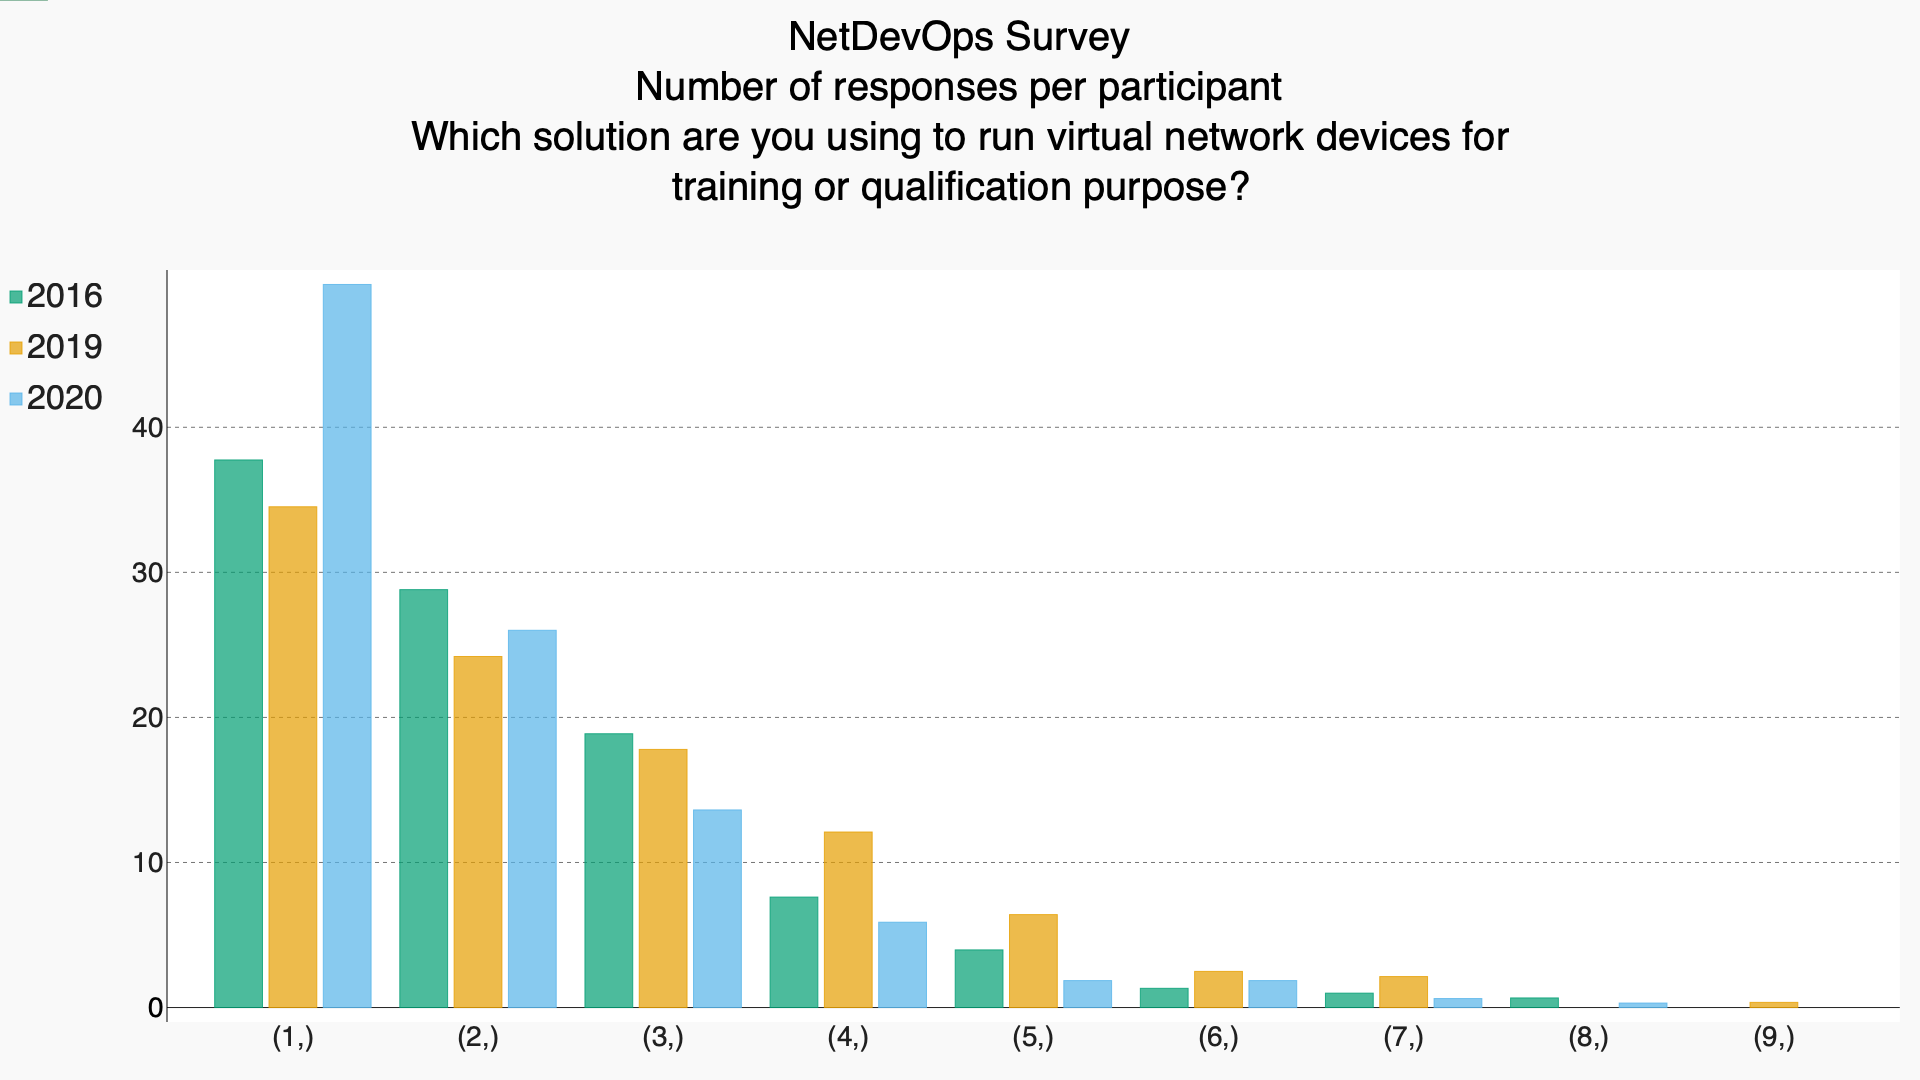 NetDevOps Survey
Number of responses per participant
Which solution are you using to run virtual network devices for
training or qualification purpose?
2016
2019
2020
40
30
20
10
0
(1,) (2,) (3,) (4,) (5,) (6,) (7,) (8,) (9,)